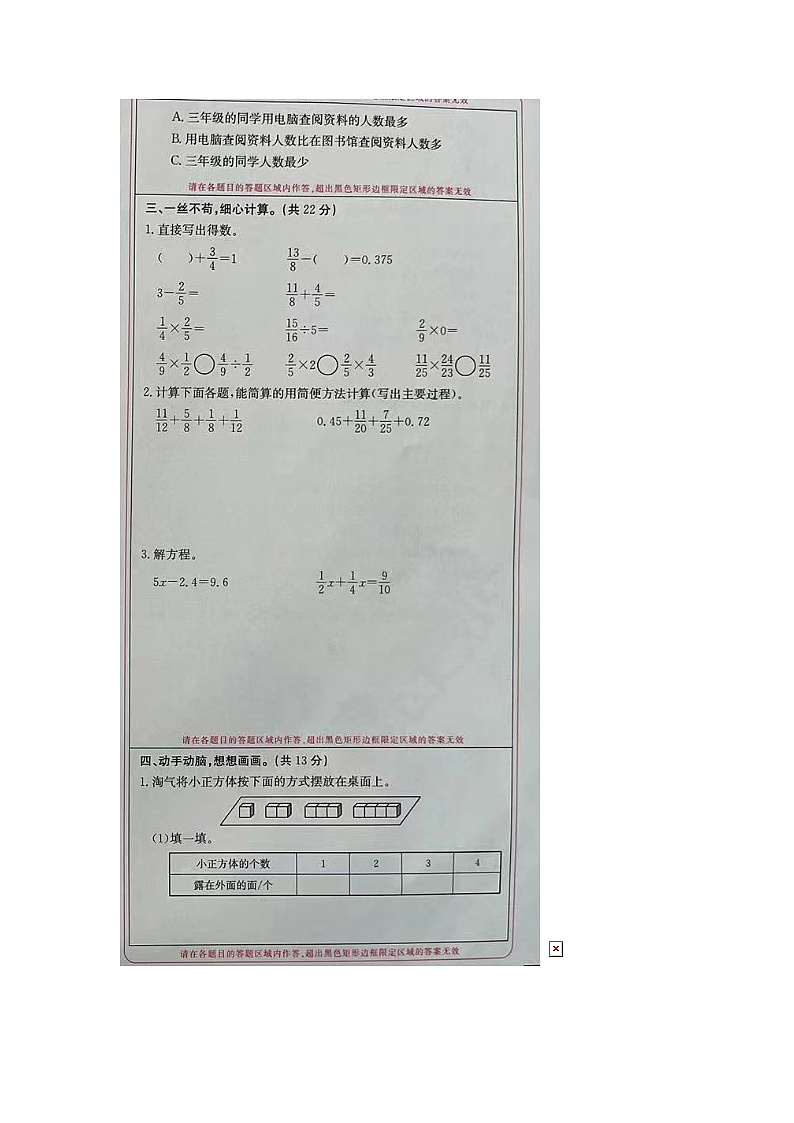 A. 三年级的同学用电脑查阅资料的人数最多
B. 用电脑查阅资料人数比在图书馆查阅资料人数多
C. 三年级的同学人数最少
请在各题目的答题区域内作答,超出黑色矩形边框限定区域的答案无效
三、一丝不苟,细心计算。(共 22 分)
1. 直接写出得数。
(  )+3/4=1  13/8-(  )=0.375
3-2/5=  11/8+4/5=
1/4×2/5=  15/16÷5=  2/9×0=
4/9×1/2○4/9÷1/2  2/5×2○2/5×4/3  11/25×24/23○11/25
2. 计算下面各题,能简算的用简便方法计算(写出主要过程)。
11/12+5/8+1/8+1/12  0.45+11/20+7/25+0.72
3. 解方程。
5x-2.4=9.6  1/2x+1/4x=9/10
请在各题目的答题区域内作答,超出黑色矩形边框限定区域的答案无效
四、动手动脑,想想画画。(共 13 分)
1. 淘气将小正方体按下面的方式摆放在桌面上。
(1)填一填。
小正方体的个数 1 2 3 4
露在外面的面/个
请在各题目的答题区域内作答,超出黑色矩形边框限定区域的答案无效